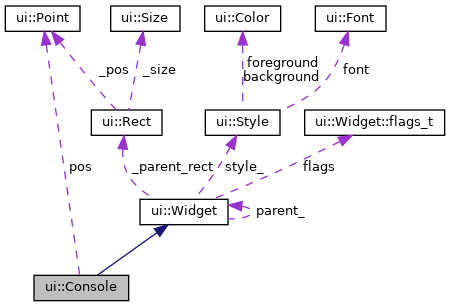 ui::Point
ui::Size
ui::Color
ui::Font
foreground
background
_pos
_size
font
ui::Rect
ui::Style
ui::Widget::flags_t
pos
_parent_rect
style_
flags
ui::Widget
parent_
ui::Console